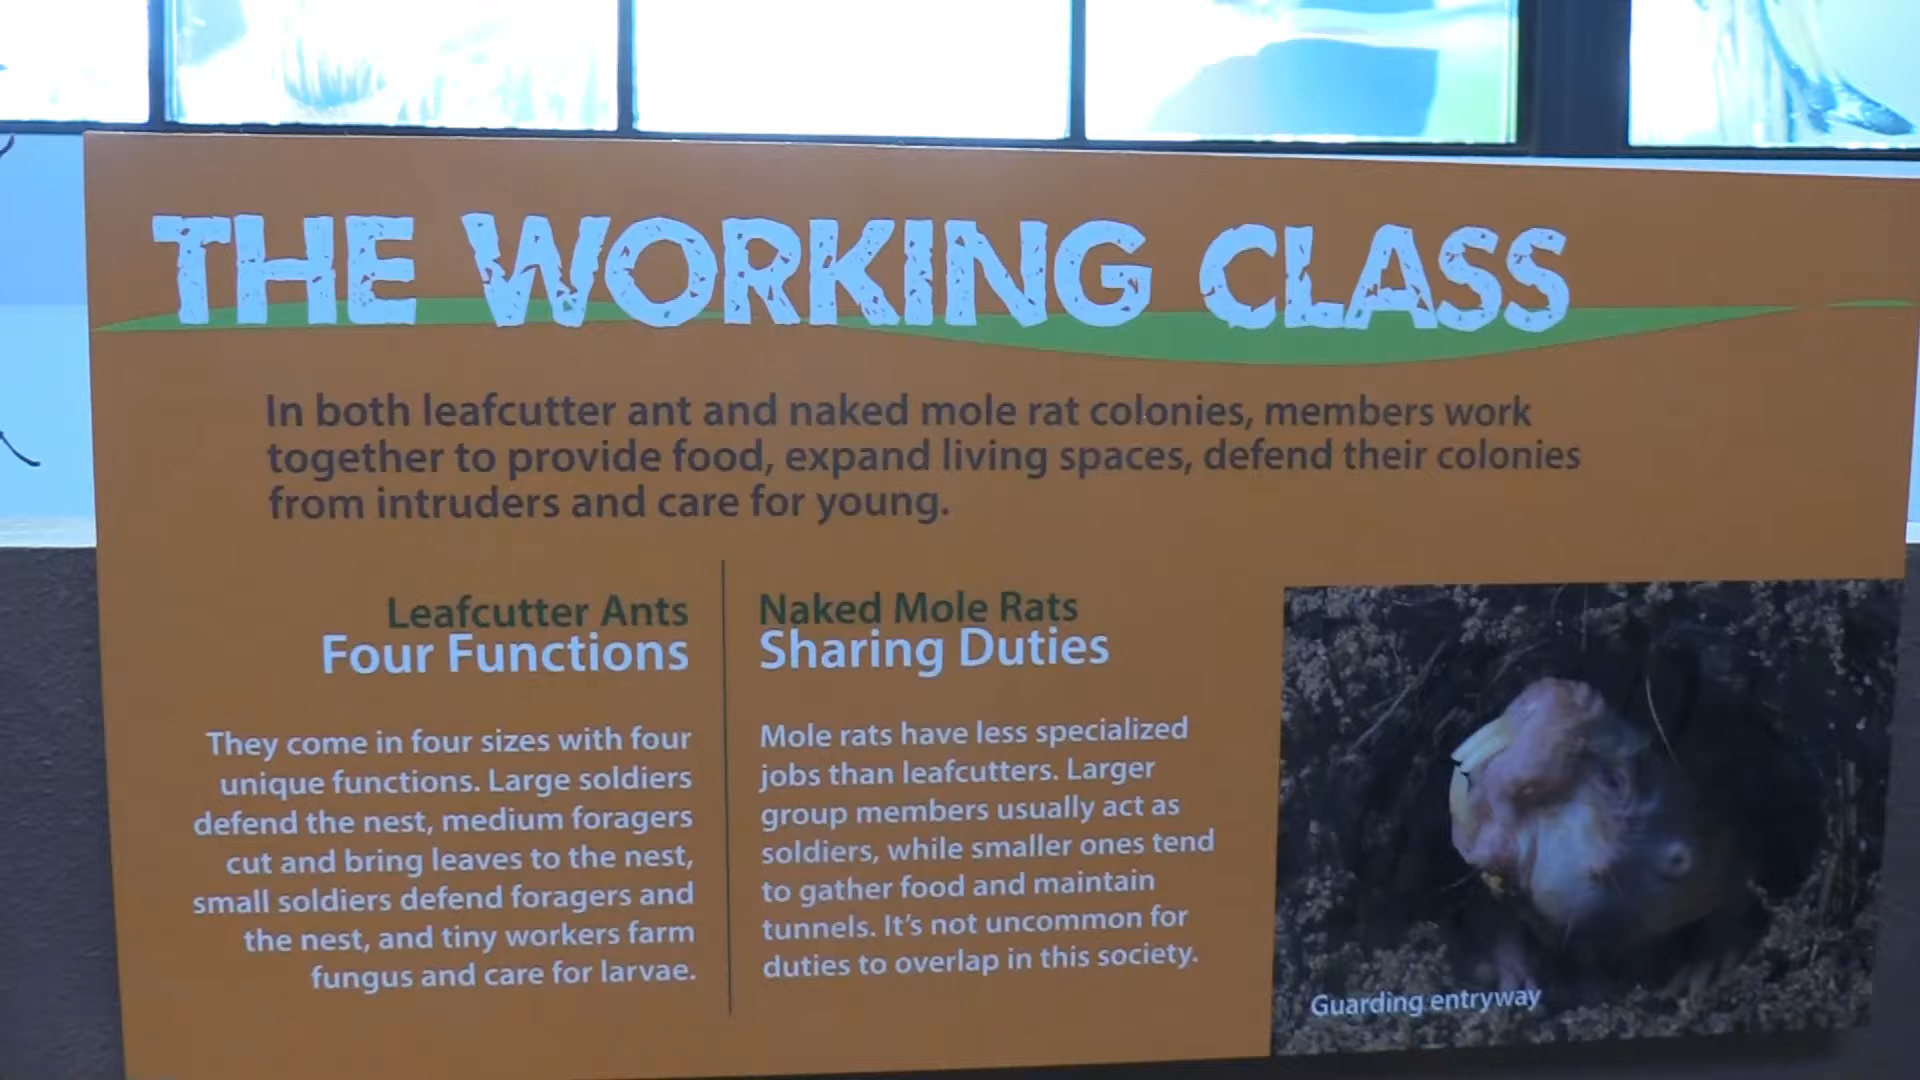 THE WORKING CLASS
In both leafcutter ant and naked mole rat colonies, members work
together to provide food, expand living spaces, defend their colonies
from intruders and care for young.
Leafcutter Ants
Four Functions
They come in four sizes with four
unique functions. Large soldiers
defend the nest, medium foragers
cut and bring leaves to the nest,
small soldiers defend foragers and
the nest, and tiny workers farm
fungus and care for larvae.
Naked Mole Rats
Sharing Duties
Mole rats have less specialized
jobs than leafcutters. Larger
group members usually act as
soldiers, while smaller ones tend
to gather food and maintain
tunnels. It's not uncommon for
duties to overlap in this society.
Guarding entryway